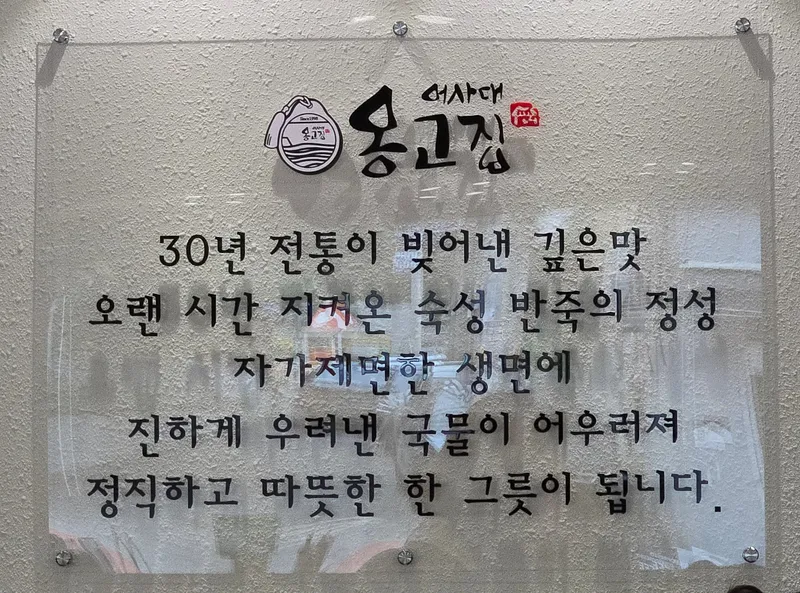 어사대
옹고집
30년 전통이 빚어낸 깊은맛
오랜 시간 지켜온 숙성 반죽의 정성
자가제면한 생면에
진하게 우려낸 국물이 어우러져
정직하고 따뜻한 한 그릇이 됩니다.